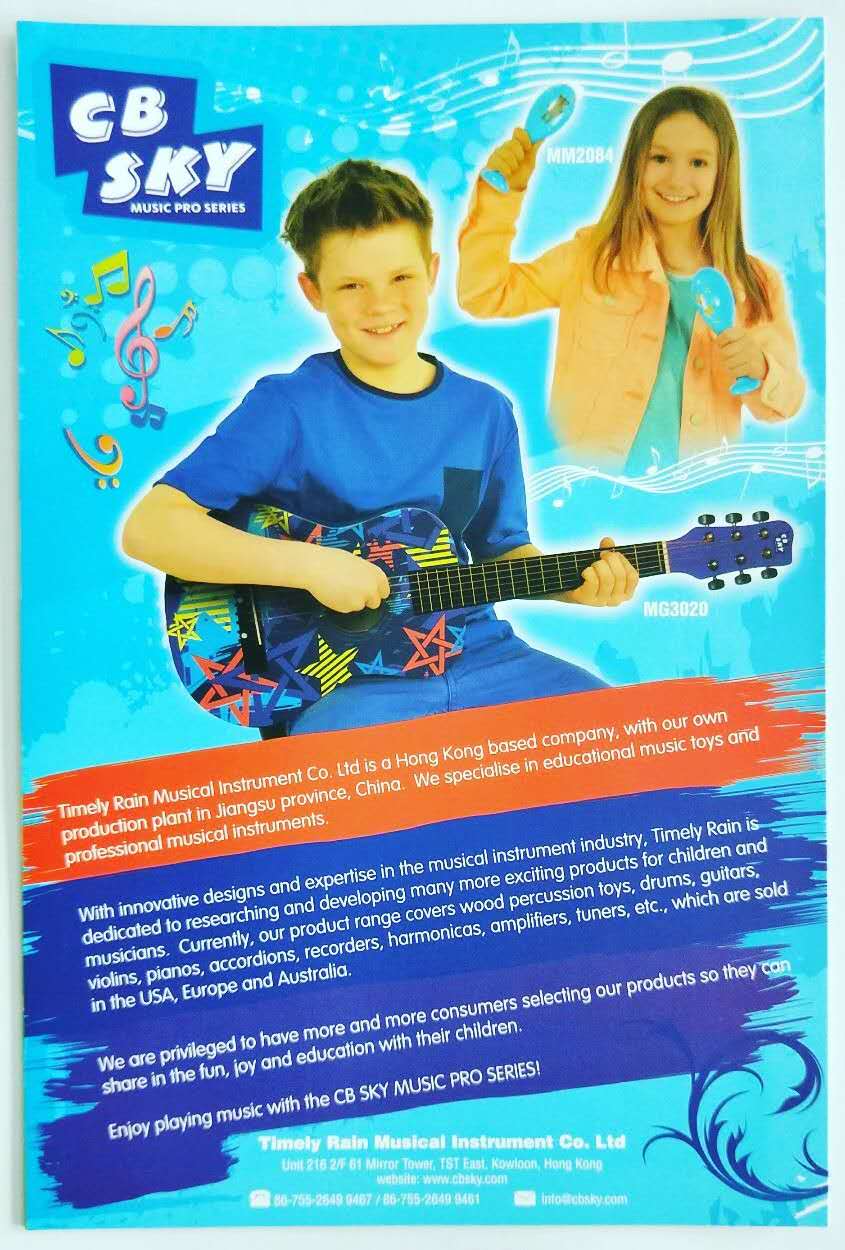 CB
SKY
MUSIC PRO SERIES
MM2084
CB
SKY
MG3020
Timely Rain Musical Instrument Co. Ltd is a Hong Kong based company, with our own
production plant in Jiangsu province, China. We specialise in educational music toys and
professional musical instruments.
With innovative designs and expertise in the musical instrument industry, Timely Rain is
dedicated to researching and developing many more exciting products for children and
musicians. Currently, our product range covers wood percussion toys, drums, guitars,
violins, pianos, accordions, recorders, harmonicas, amplifiers, tuners, etc., which are sold
in the USA, Europe and Australia.
We are privileged to have more and more consumers selecting our products so they can
share in the fun, joy and education with their children.
Enjoy playing music with the CB SKY MUSIC PRO SERIES!
Timely Rain Musical Instrument Co. Ltd
Unit 216 2/F 61 Mirror Tower, TST East, Kowloon, Hong Kong
website: www.cbsky.com
86-755-2649 9467 / 86-755-2649 9461 info@cbsky.com